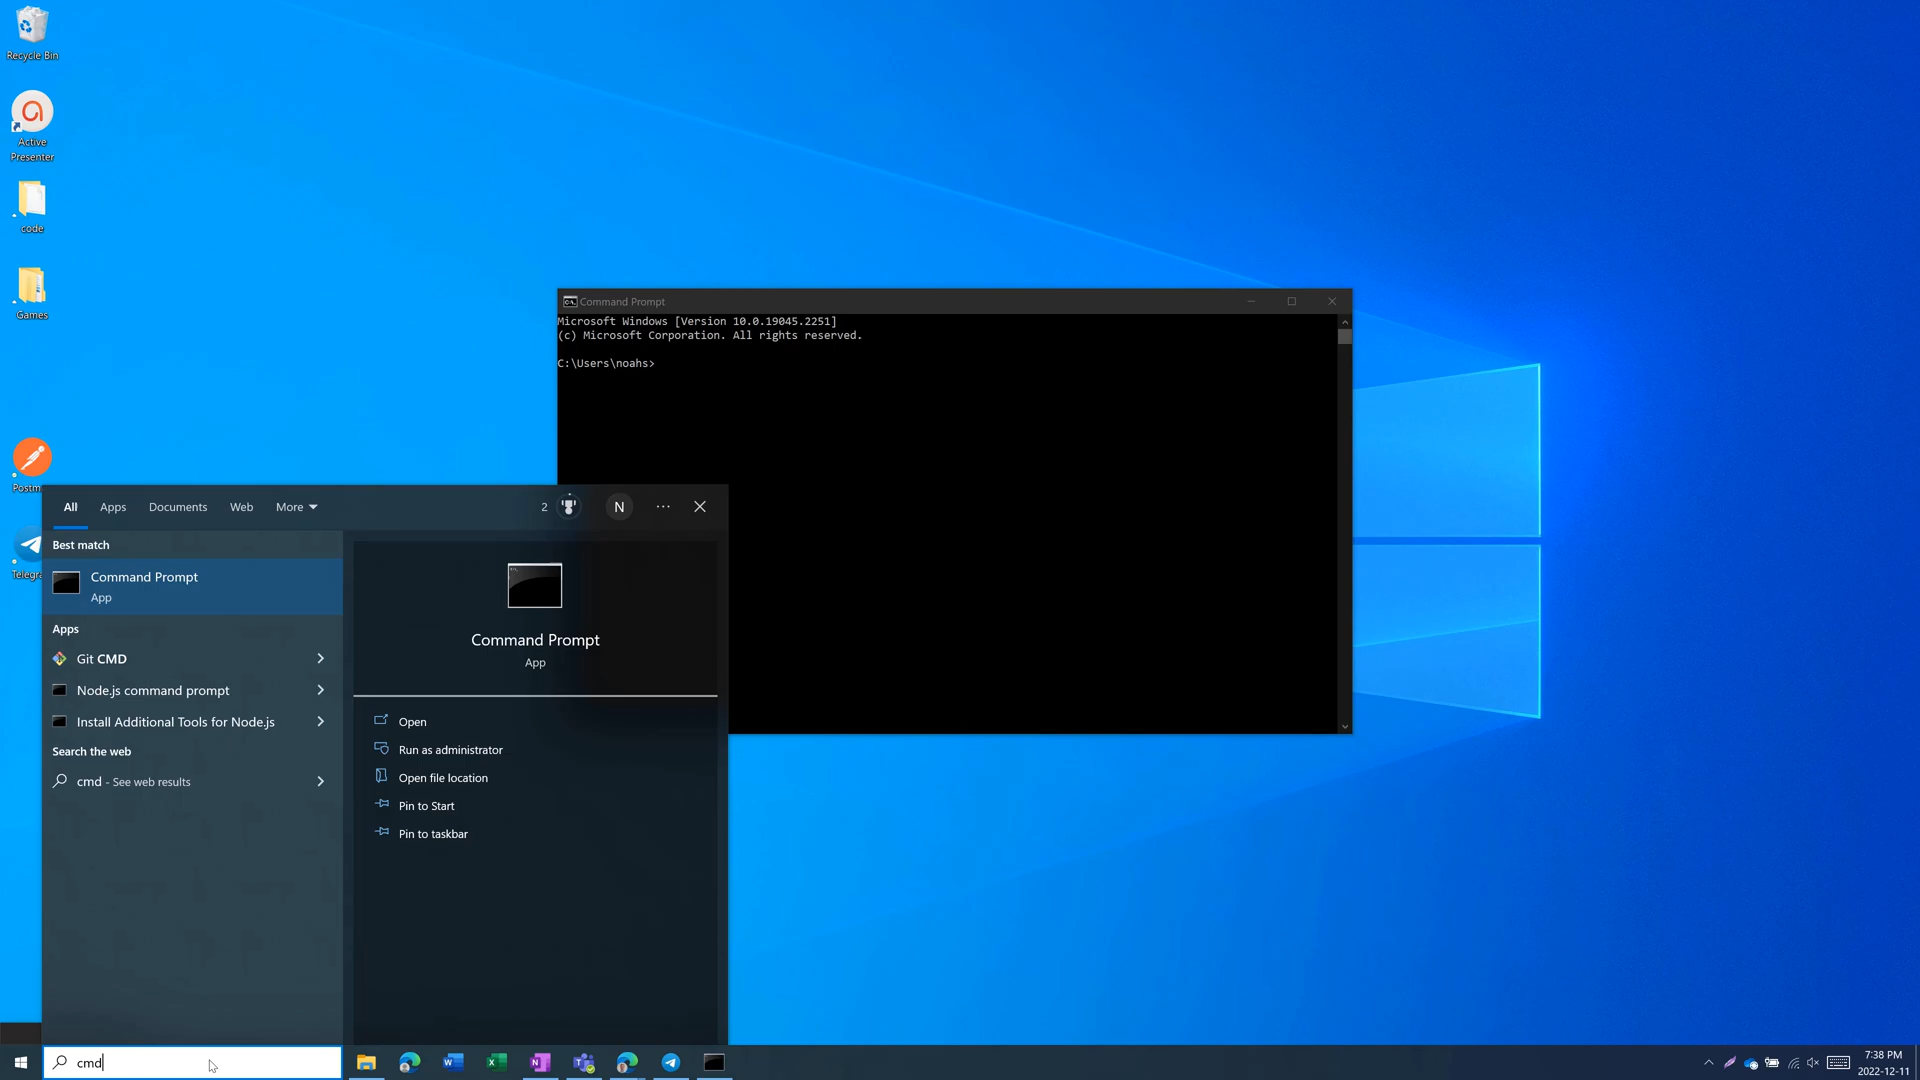 Recycle Bin
Active
Presenter
code
Games
Postm
Telegra
Command Prompt
Microsoft Windows [Version 10.0.19045.2251]
(c) Microsoft Corporation. All rights reserved.
C:\Users\noahs>
All Apps Documents Web More 2 N ...
Best match
Command Prompt
App
Apps
Git CMD
Node.js command prompt
Install Additional Tools for Node.js
Search the web
cmd - See web results
Command Prompt
App
Open
Run as administrator
Open file location
Pin to Start
Pin to taskbar
cmd
7:38 PM
2022-12-11